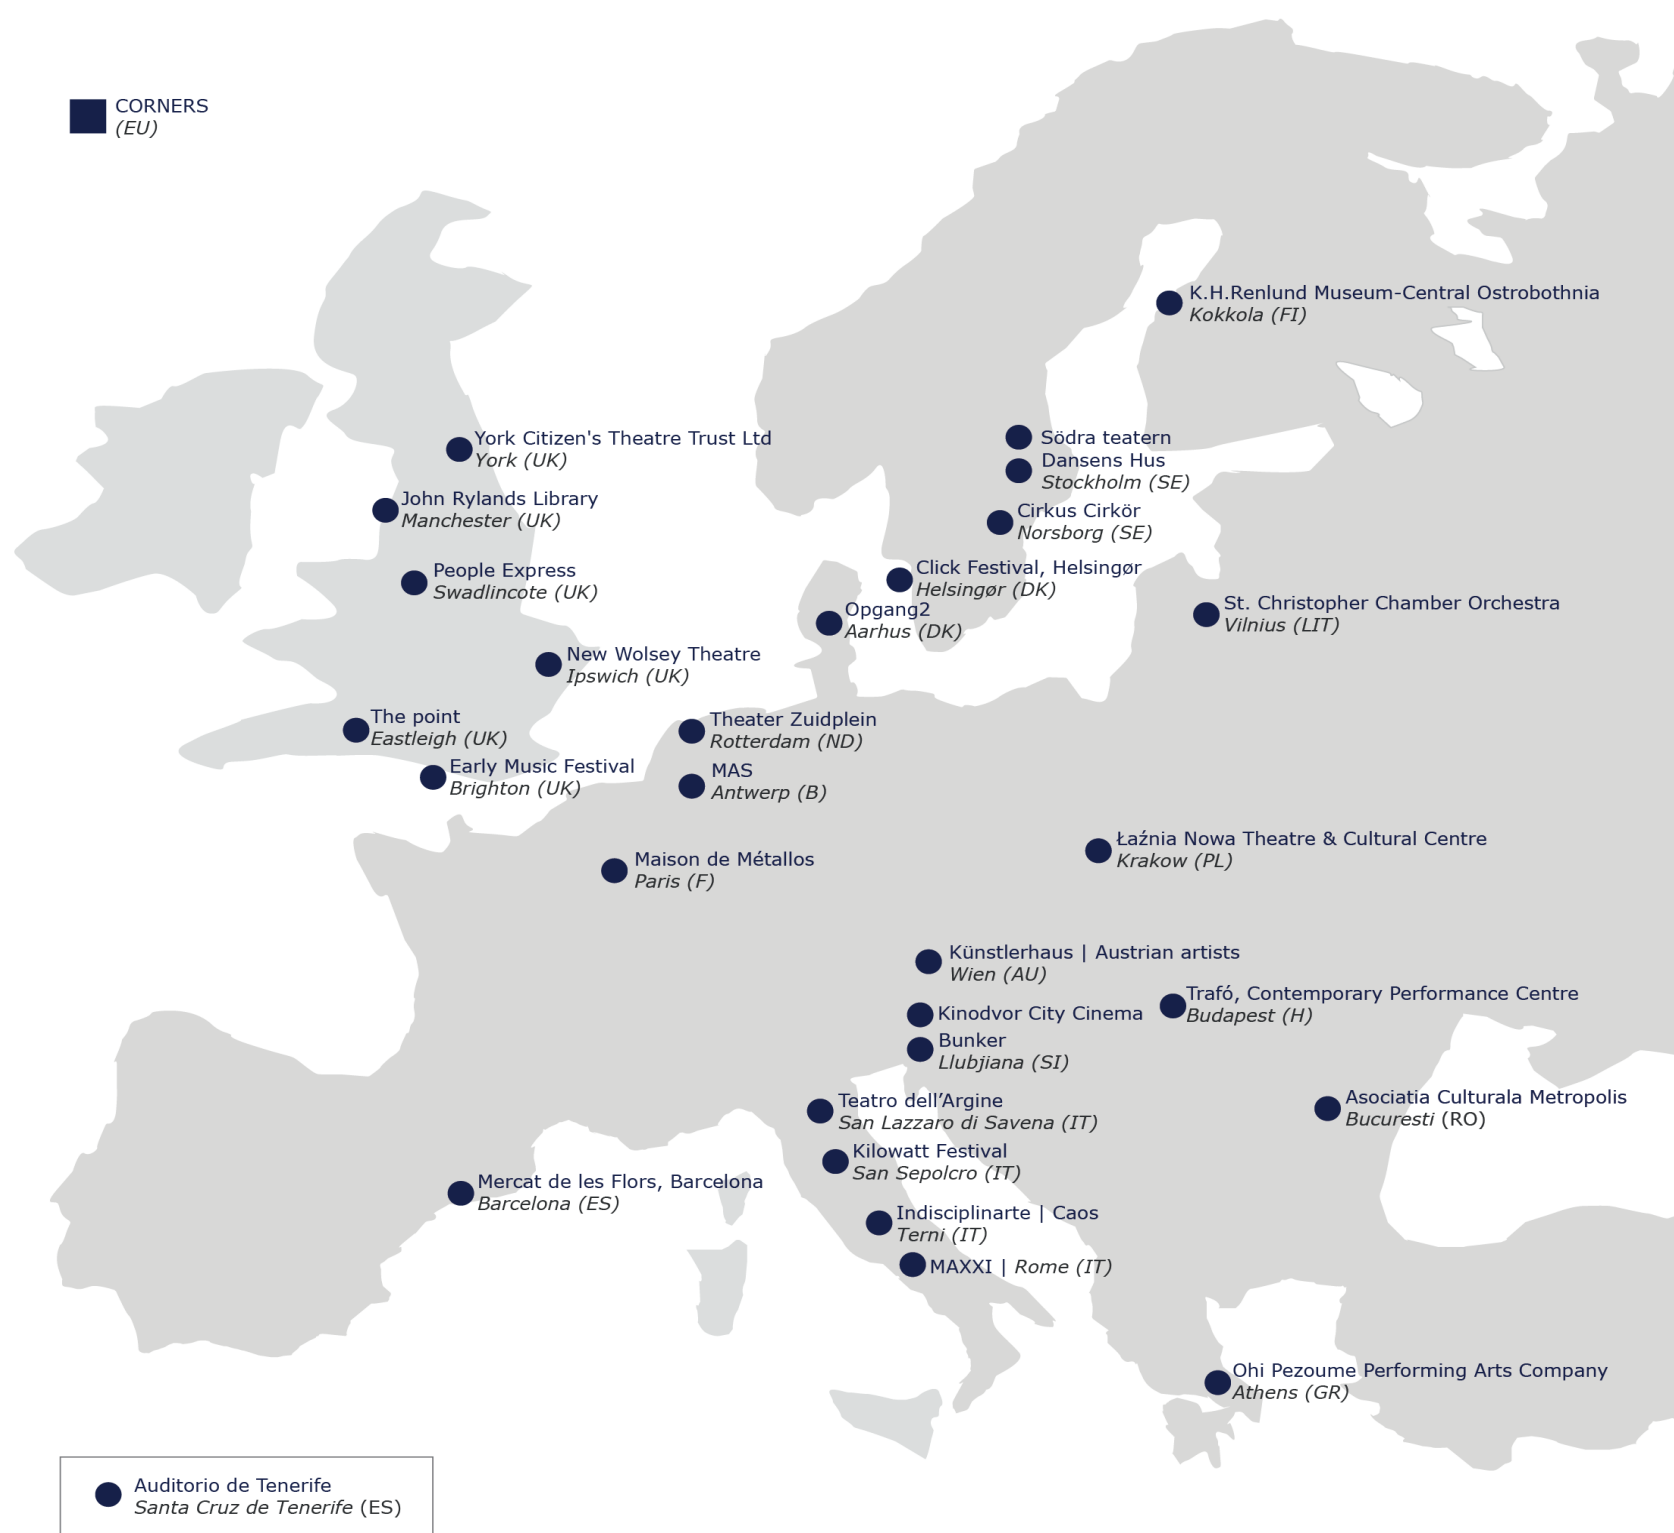 CORNERS
(EU)
K.H.Renlund Museum-Central Ostrobothnia
Kokkola (FI)
York Citizen's Theatre Trust Ltd
York (UK)
Södra teatern
Dansens Hus
Stockholm (SE)
John Rylands Library
Manchester (UK)
Cirkus Cirkör
Norsborg (SE)
People Express
Swadlincote (UK)
Click Festival, Helsingør
Helsingør (DK)
Opgang2
Aarhus (DK)
St. Christopher Chamber Orchestra
Vilnius (LIT)
New Wolsey Theatre
Ipswich (UK)
The point
Eastleigh (UK)
Theater Zuidplein
Rotterdam (ND)
Early Music Festival
Brighton (UK)
MAS
Antwerp (B)
Maison de Métallos
Paris (F)
Łaźnia Nowa Theatre & Cultural Centre
Krakow (PL)
Künstlerhaus | Austrian artists
Wien (AU)
Trafó, Contemporary Performance Centre
Budapest (H)
Kinodvor City Cinema
Bunker
Llubjiana (SI)
Asociatia Culturala Metropolis
Bucuresti (RO)
Teatro dell’Argine
San Lazzaro di Savena (IT)
Kilowatt Festival
San Sepolcro (IT)
Mercat de les Flors, Barcelona
Barcelona (ES)
Indisciplinarte | Caos
Terni (IT)
MAXXI | Rome (IT)
Ohi Pezoume Performing Arts Company
Athens (GR)
Auditorio de Tenerife
Santa Cruz de Tenerife (ES)